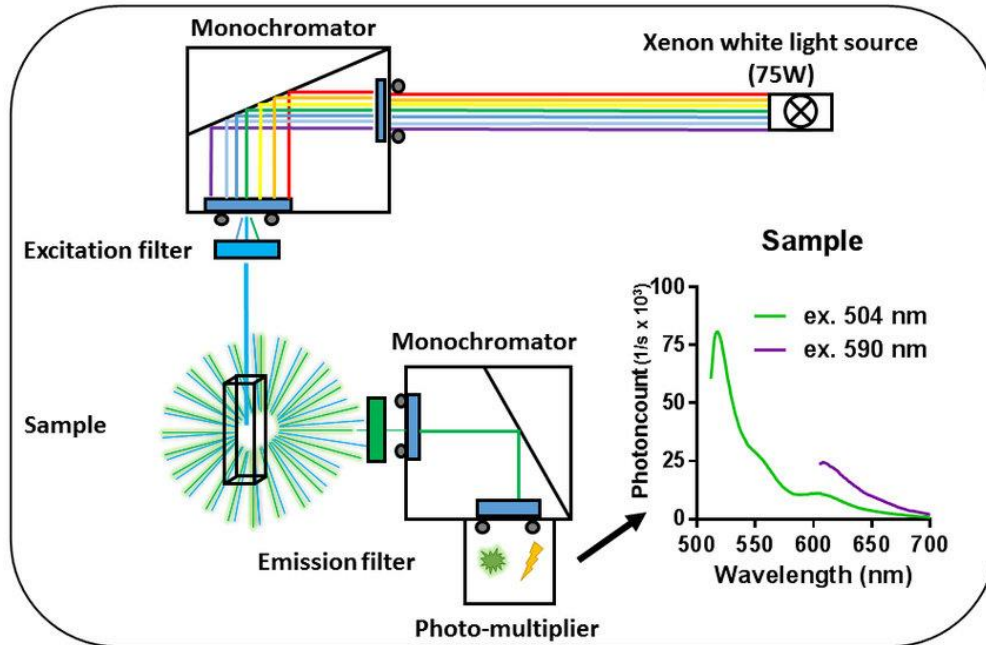 Monochromator
Xenon white light source
(75W)
Excitation filter
Sample
Monochromator
Sample
Emission filter
Photo-multiplier
Photoncount (1/s x 10³)
100
75
50
25
0
ex. 504 nm
ex. 590 nm
500 550 600 650 700
Wavelength (nm)